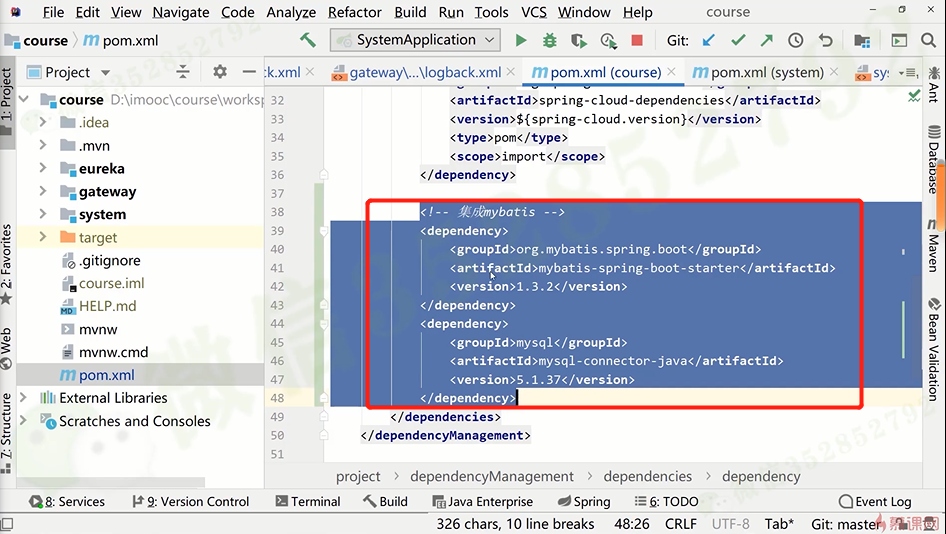 File Edit View Navigate Code Analyze Refactor Build Run Tools VCS Window Help course
course pom.xml SystemApplication Git:
1: Project
Project
ck.xml gateway\...\logback.xml pom.xml (course) pom.xml (system) sy
course D:\imooc\course\worksp
.idea
.mvn
eureka
gateway
system
target
.gitignore
course.iml
HELP.md
mvnw
mvnw.cmd
pom.xml
External Libraries
Scratches and Consoles
2: Favorites
Web
7: Structure
32 <artifactId>spring-cloud-dependencies</artifactId>
33 <version>${spring-cloud.version}</version>
34 <type>pom</type>
35 <scope>import</scope>
36 </dependency>
37
38 <!-- 集成mybatis -->
39 <dependency>
40 <groupId>org.mybatis.spring.boot</groupId>
41 <artifactId>mybatis-spring-boot-starter</artifactId>
42 <version>1.3.2</version>
43 </dependency>
44 <dependency>
45 <groupId>mysql</groupId>
46 <artifactId>mysql-connector-java</artifactId>
47 <version>5.1.37</version>
48 </dependency>
49 </dependencies>
50 </dependencyManagement>
51
Ant
Database
Maven
Bean Validation
project dependencyManagement dependencies dependency
8: Services 9: Version Control Terminal Build Java Enterprise Spring 6: TODO Event Log
326 chars, 10 line breaks 48:26 CRLF UTF-8 Tab* Git: master
慕课网